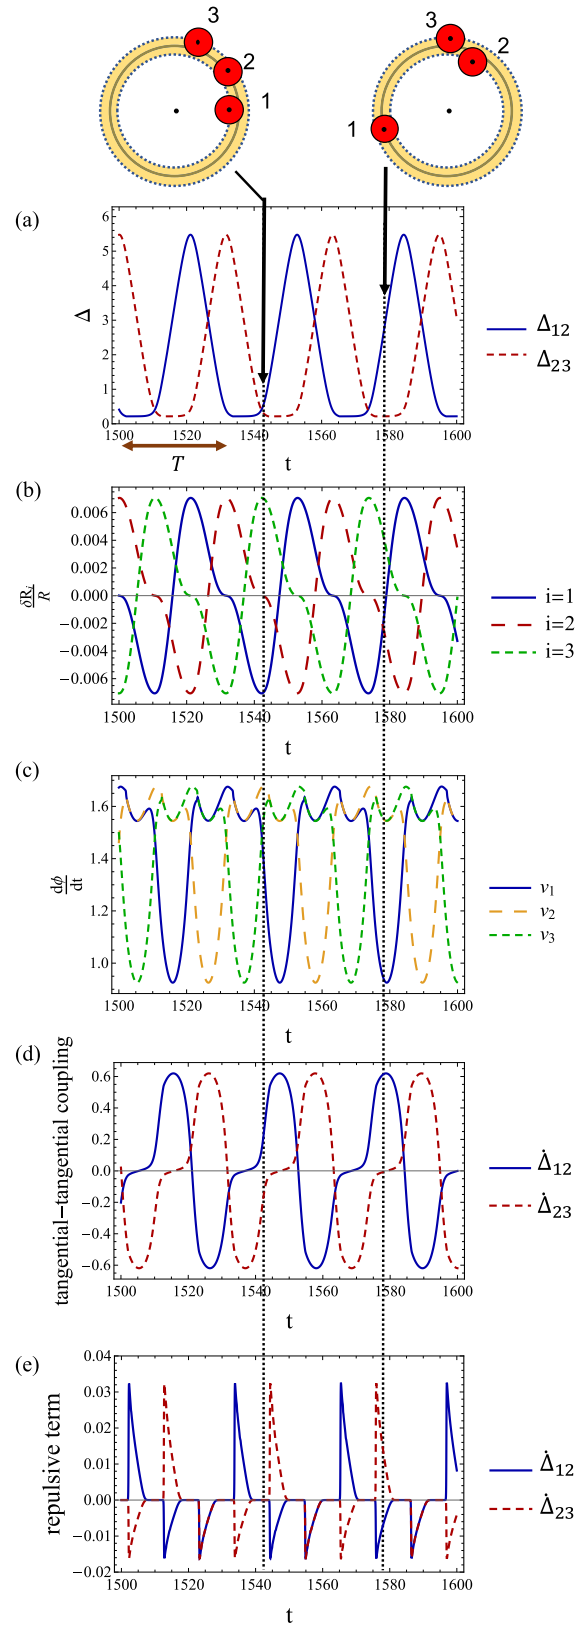 3
2
1
3
2
1
(a)
6
5
4
3
2
1
0
Δ
1500
1520
1540
1560
1580
1600
T
t
Δ12
Δ23
(b)
0.006
0.004
0.002
0.000
−0.002
−0.004
−0.006
δRi
R
1500
1520
1540
1560
1580
1600
t
i=1
i=2
i=3
(c)
1.6
1.4
1.2
1.0
dϕ
dt
1500
1520
1540
1560
1580
1600
t
v1
v2
v3
(d)
tangential−tangential coupling
0.6
0.4
0.2
0.0
−0.2
−0.4
−0.6
1500
1520
1540
1560
1580
1600
t
Δ̇12
Δ̇23
(e)
repulsive term
0.04
0.03
0.02
0.01
0.00
−0.01
−0.02
1500
1520
1540
1560
1580
1600
t
Δ̇12
Δ̇23